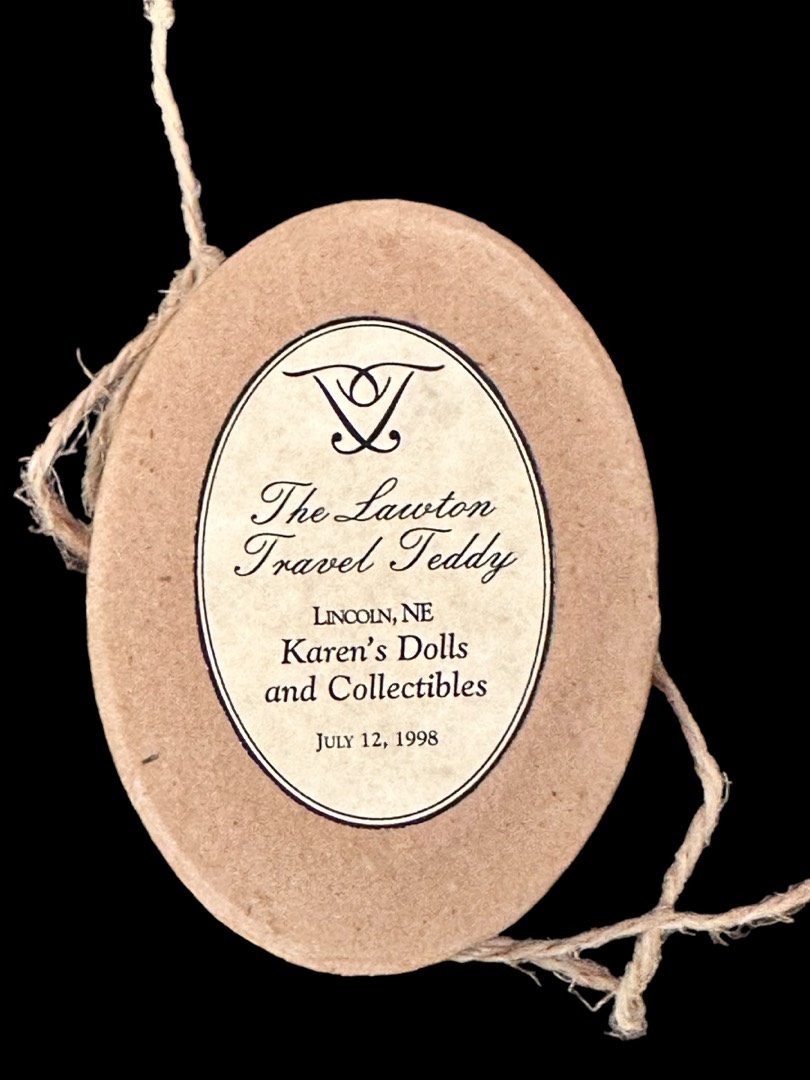 The Lawton
Travel Teddy
LINCOLN, NE
Karen's Dolls
and Collectibles
JULY 12, 1998